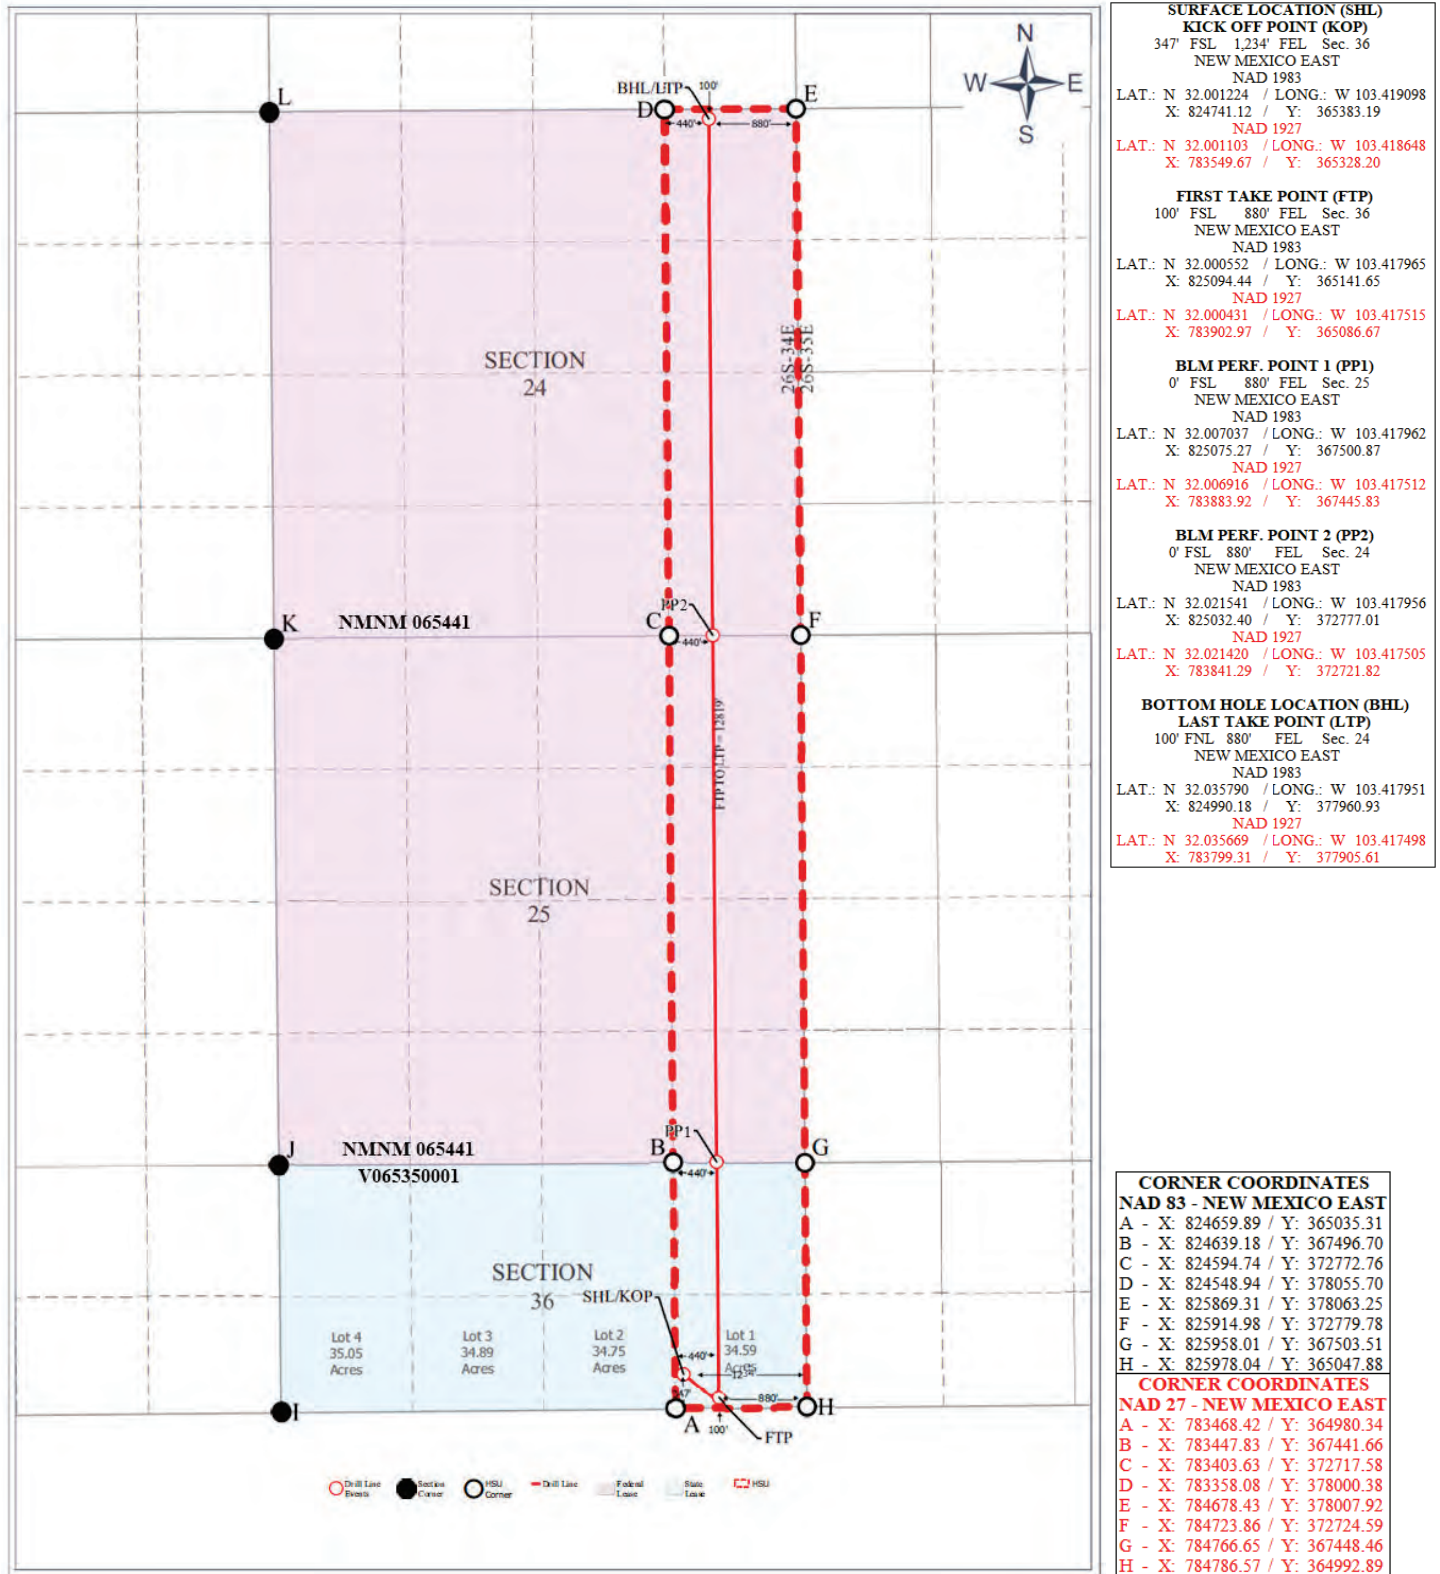 N
W E
S
BHL/LTP
100'
L
D
E
440'
880'
SECTION
24
26S-34E
26S-35E
PP2
K
NMNM 065441
C
440'
F
FTP TO LTP = 12819'
SECTION
25
PP1
J
NMNM 065441
V065350001
B
440'
G
SECTION
36
SHL/KOP
Lot 4
35.05
Acres
Lot 3
34.89
Acres
Lot 2
34.75
Acres
Lot 1
34.59
Acres
440'
1234'
880'
I
A
100'
FTP
H
Drill Line
Events
Section
Corner
HSU
Corner
Drill Line
Federal
Lease
State
Lease
HSU
SURFACE LOCATION (SHL)
KICK OFF POINT (KOP)
347' FSL 1,234' FEL Sec. 36
NEW MEXICO EAST
NAD 1983
LAT.: N 32.001224 / LONG.: W 103.419098
X: 824741.12 / Y: 365383.19
NAD 1927
LAT.: N 32.001103 / LONG.: W 103.418648
X: 783549.67 / Y: 365328.20
FIRST TAKE POINT (FTP)
100' FSL 880' FEL Sec. 36
NEW MEXICO EAST
NAD 1983
LAT.: N 32.000552 / LONG.: W 103.417965
X: 825094.44 / Y: 365141.65
NAD 1927
LAT.: N 32.000431 / LONG.: W 103.417515
X: 783902.97 / Y: 365086.67
BLM PERF. POINT 1 (PP1)
0' FSL 880' FEL Sec. 25
NEW MEXICO EAST
NAD 1983
LAT.: N 32.007037 / LONG.: W 103.417962
X: 825075.27 / Y: 367500.87
NAD 1927
LAT.: N 32.006916 / LONG.: W 103.417512
X: 783883.92 / Y: 367445.83
BLM PERF. POINT 2 (PP2)
0' FSL 880' FEL Sec. 24
NEW MEXICO EAST
NAD 1983
LAT.: N 32.021541 / LONG.: W 103.417956
X: 825032.40 / Y: 372777.01
NAD 1927
LAT.: N 32.021420 / LONG.: W 103.417505
X: 783841.29 / Y: 372721.82
BOTTOM HOLE LOCATION (BHL)
LAST TAKE POINT (LTP)
100' FNL 880' FEL Sec. 24
NEW MEXICO EAST
NAD 1983
LAT.: N 32.035790 / LONG.: W 103.417951
X: 824990.18 / Y: 377960.93
NAD 1927
LAT.: N 32.035669 / LONG.: W 103.417498
X: 783799.31 / Y: 377905.61
CORNER COORDINATES
NAD 83 - NEW MEXICO EAST
A - X: 824659.89 / Y: 365035.31
B - X: 824639.18 / Y: 367496.70
C - X: 824594.74 / Y: 372772.76
D - X: 824548.94 / Y: 378055.70
E - X: 825869.31 / Y: 378063.25
F - X: 825914.98 / Y: 372779.78
G - X: 825958.01 / Y: 367503.51
H - X: 825978.04 / Y: 365047.88
CORNER COORDINATES
NAD 27 - NEW MEXICO EAST
A - X: 783468.42 / Y: 364980.34
B - X: 783447.83 / Y: 367441.66
C - X: 783403.63 / Y: 372717.58
D - X: 783358.08 / Y: 378000.38
E - X: 784678.43 / Y: 378007.92
F - X: 784723.86 / Y: 372724.59
G - X: 784766.65 / Y: 367448.46
H - X: 784786.57 / Y: 364992.89